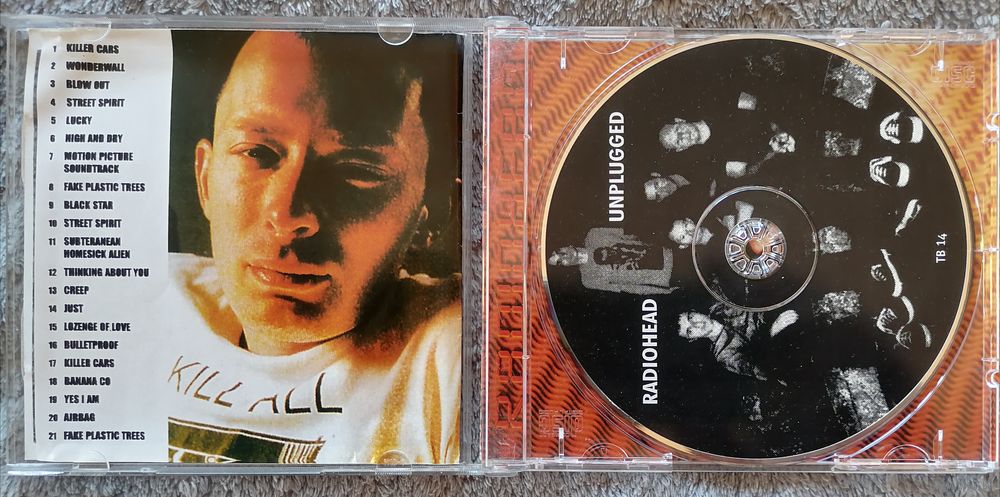 1 KILLER CARS
2 WONDERWALL
3 BLOW OUT
4 STREET SPIRIT
5 LUCKY
6 HIGH AND DRY
7 MOTION PICTURE
SOUNDTRACK
8 FAKE PLASTIC TREES
9 BLACK STAR
10 STREET SPIRIT
11 SUBTERANEAN
HOMESICK ALIEN
12 THINKING ABOUT YOU
13 CREEP
14 JUST
15 LOZENGE OF LOVE
16 BULLETPROOF
17 KILLER CARS
18 BANANA CO
19 YES I AM
20 AIRBAG
21 FAKE PLASTIC TREES
KILL ALL
RADIOHEAD UNPLUGGED
TB 14
disc